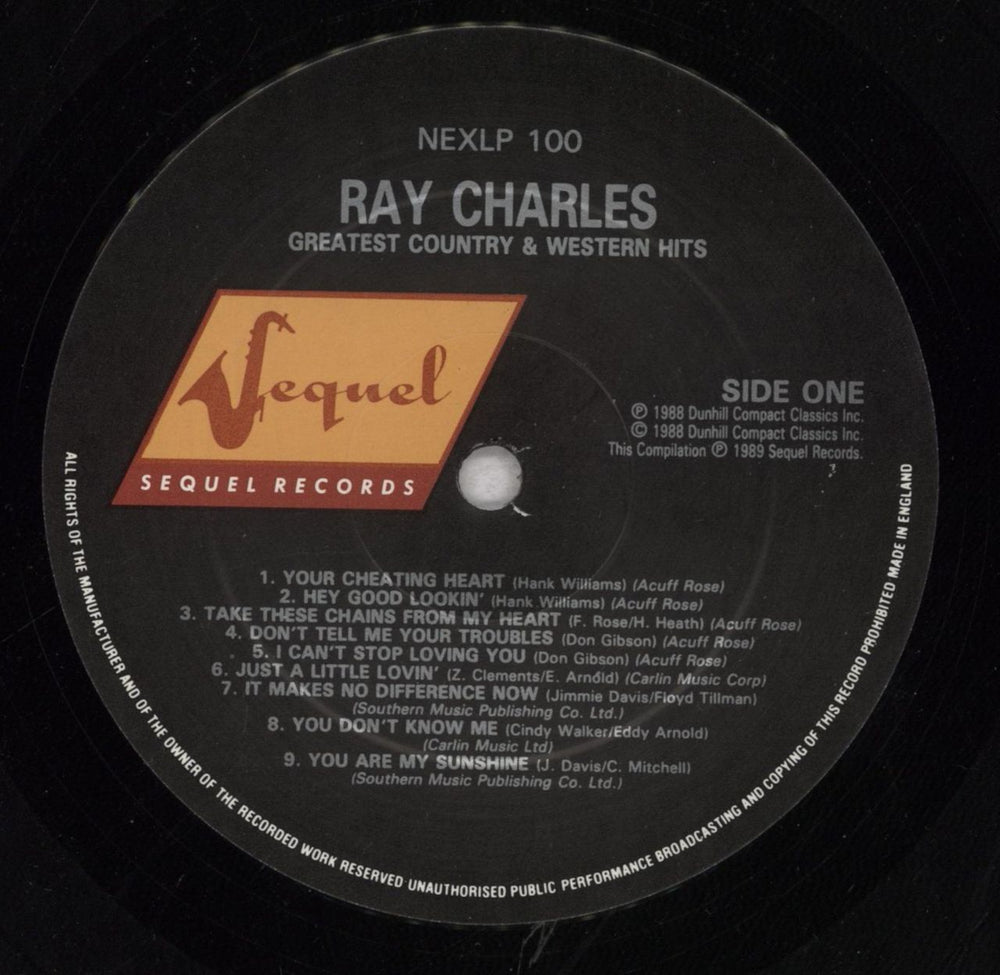 NEXLP 100
RAY CHARLES
GREATEST COUNTRY & WESTERN HITS
Sequel
SEQUEL RECORDS
SIDE ONE
℗ 1988 Dunhill Compact Classics Inc.
© 1988 Dunhill Compact Classics Inc.
This Compilation ℗ 1989 Sequel Records.
1. YOUR CHEATING HEART (Hank Williams) (Acuff Rose)
2. HEY GOOD LOOKIN' (Hank Williams) (Acuff Rose)
3. TAKE THESE CHAINS FROM MY HEART (F. Rose/H. Heath) (Acuff Rose)
4. DON'T TELL ME YOUR TROUBLES (Don Gibson) (Acuff Rose)
5. I CAN'T STOP LOVING YOU (Don Gibson) (Acuff Rose)
6. JUST A LITTLE LOVIN' (Z. Clements/E. Arnold) (Carlin Music Corp)
7. IT MAKES NO DIFFERENCE NOW (Jimmie Davis/Floyd Tillman)
(Southern Music Publishing Co. Ltd.)
8. YOU DON'T KNOW ME (Cindy Walker/Eddy Arnold)
(Carlin Music Ltd)
9. YOU ARE MY SUNSHINE (J. Davis/C. Mitchell)
(Southern Music Publishing Co. Ltd.)
ALL RIGHTS OF THE MANUFACTURER AND OF THE OWNER OF THE RECORDED WORK RESERVED UNAUTHORISED PUBLIC PERFORMANCE BROADCASTING AND COPYING OF THIS RECORD PROHIBITED MADE IN ENGLAND